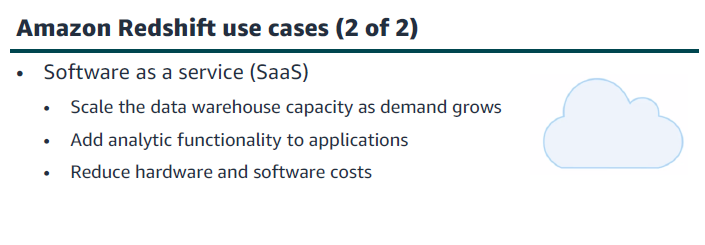 Amazon Redshift use cases (2 of 2)
• Software as a service (SaaS)
• Scale the data warehouse capacity as demand grows
• Add analytic functionality to applications
• Reduce hardware and software costs